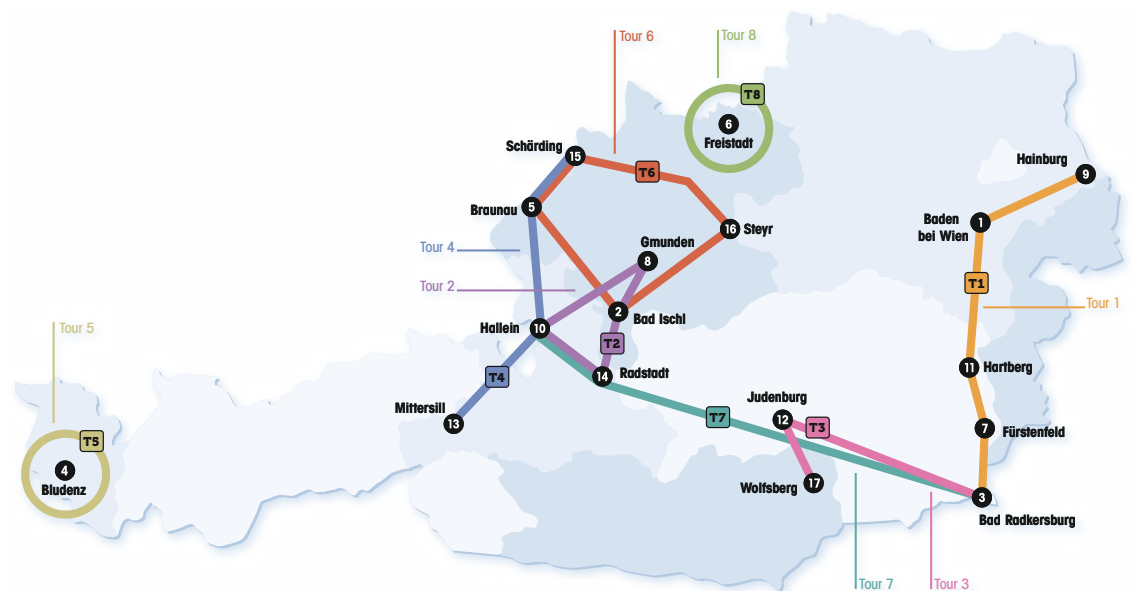 Tour 6
Tour 8
T8
6
Freistadt
Schärding
15
T6
Hainburg
9
Braunau
5
16
Steyr
Baden
bei Wien
1
Tour 4
Gmunden
8
Tour 2
T1
Tour 1
2
Bad Ischl
Tour 5
Hallein
10
T2
T4
14
Radstadt
11
Hartberg
Mittersill
13
T7
Judenburg
12
T3
7
Fürstenfeld
T5
4
Bludenz
Wolfsberg
17
3
Bad Radkersburg
Tour 7
Tour 3